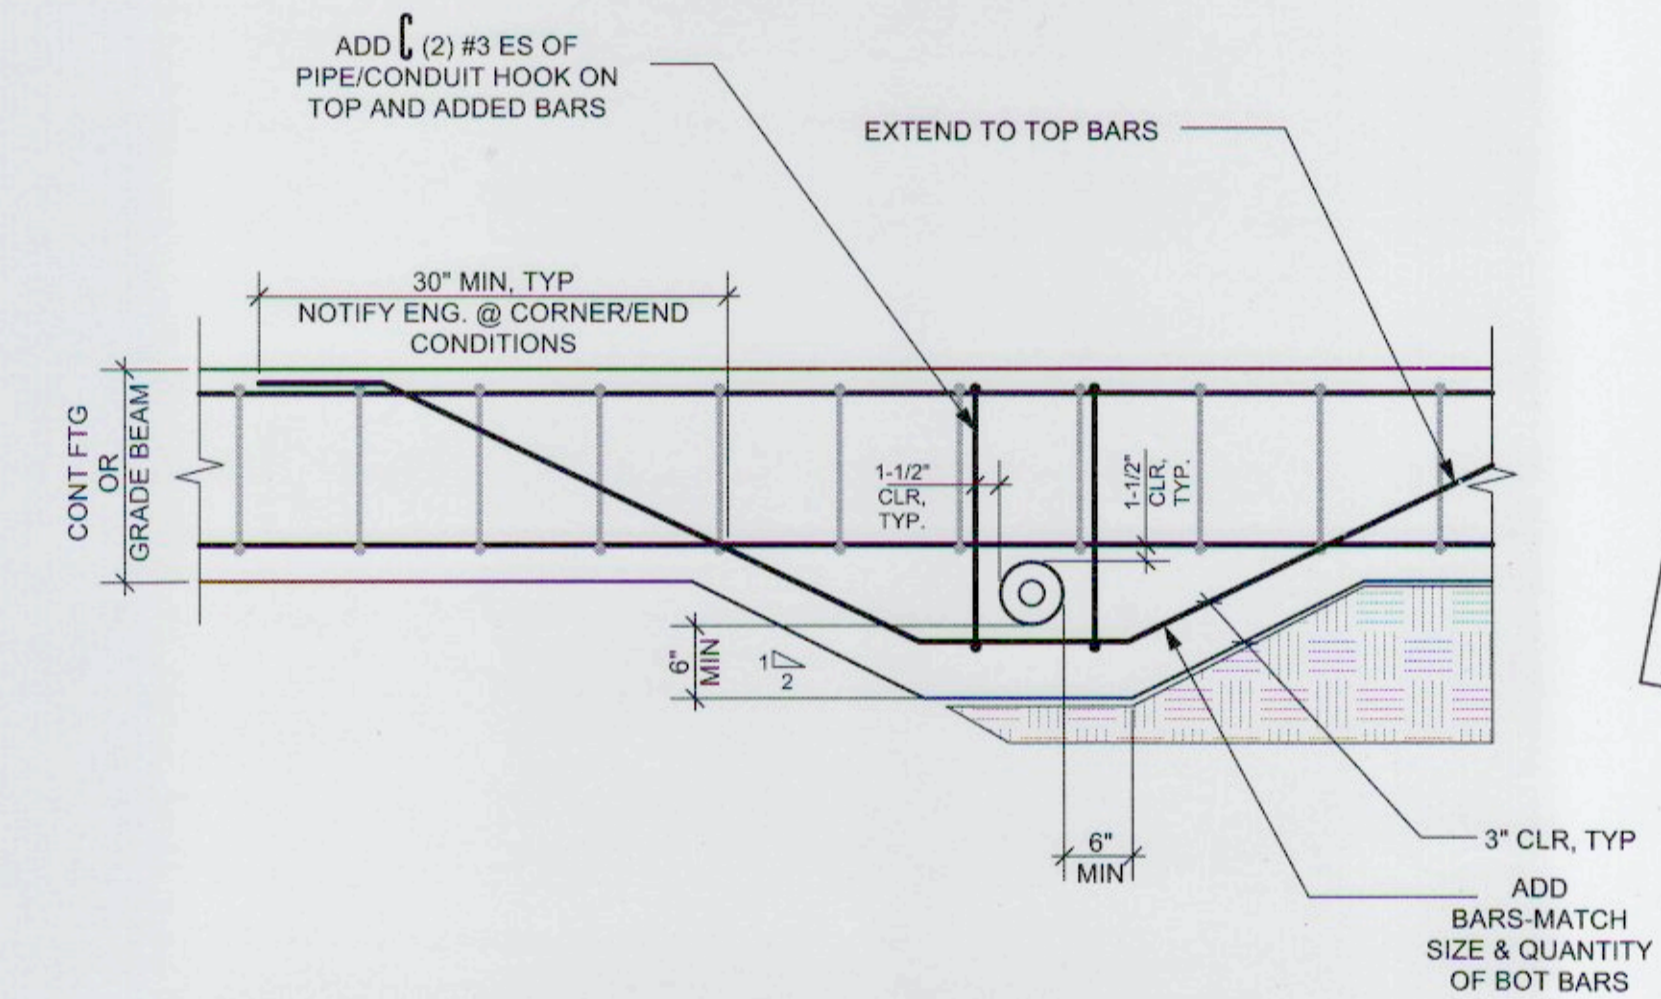 ADD (2) #3 ES OF
PIPE/CONDUIT HOOK ON
TOP AND ADDED BARS
EXTEND TO TOP BARS
30" MIN, TYP
NOTIFY ENG. @ CORNER/END
CONDITIONS
CONT FTG
OR
GRADE BEAM
1-1/2"
CLR,
TYP.
1-1/2"
CLR,
TYP.
6"
MIN
1
2
6"
MIN
3" CLR, TYP
ADD
BARS-MATCH
SIZE & QUANTITY
OF BOT BARS